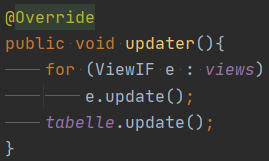 @Override
public void updater(){
for (ViewIF e : views)
e.update();
tabelle.update();
}